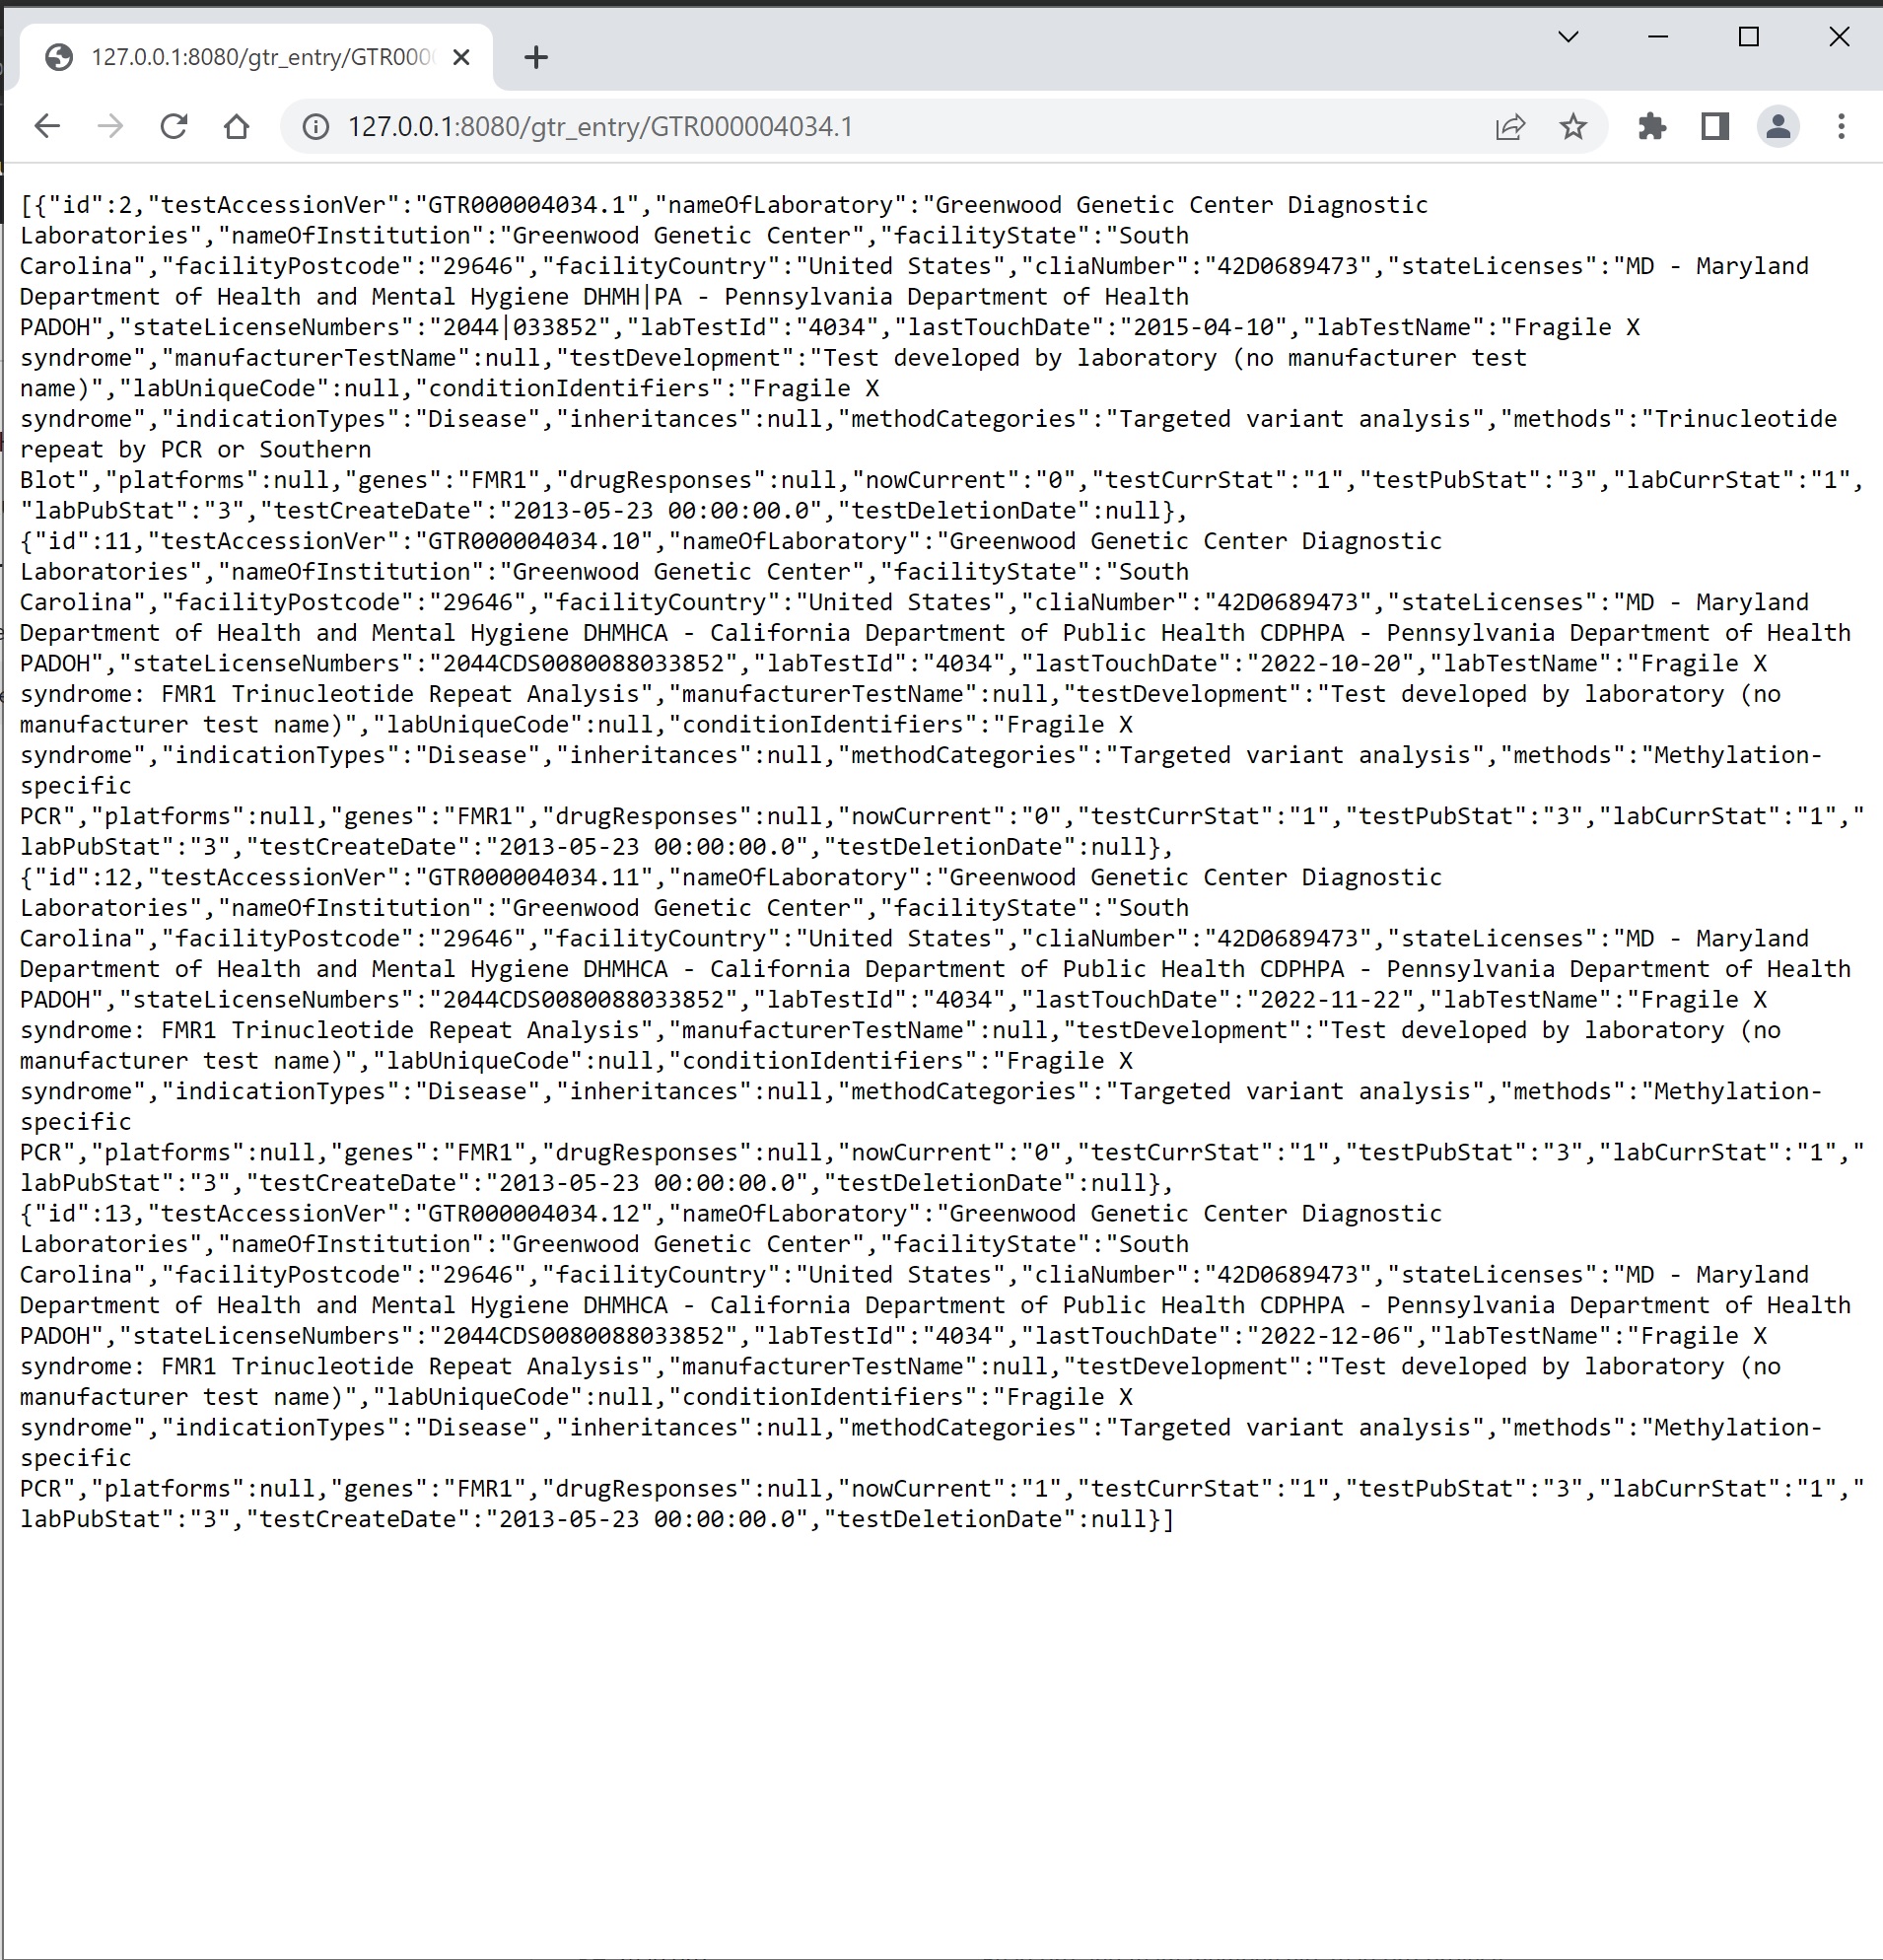 127.0.0.1:8080/gtr_entry/GTR000
127.0.0.1:8080/gtr_entry/GTR000004034.1
[{"id":2,"testAccessionVer":"GTR000004034.1","nameOfLaboratory":"Greenwood Genetic Center Diagnostic
Laboratories","nameOfInstitution":"Greenwood Genetic Center","facilityState":"South
Carolina","facilityPostcode":"29646","facilityCountry":"United States","cliaNumber":"42D0689473","stateLicenses":"MD - Maryland
Department of Health and Mental Hygiene DHMH|PA - Pennsylvania Department of Health
PADOH","stateLicenseNumbers":"2044|033852","labTestId":"4034","lastTouchDate":"2015-04-10","labTestName":"Fragile X
syndrome","manufacturerTestName":null,"testDevelopment":"Test developed by laboratory (no manufacturer test
name)","labUniqueCode":null,"conditionIdentifiers":"Fragile X
syndrome","indicationTypes":"Disease","inheritances":null,"methodCategories":"Targeted variant analysis","methods":"Trinucleotide
repeat by PCR or Southern
Blot","platforms":null,"genes":"FMR1","drugResponses":null,"nowCurrent":"0","testCurrStat":"1","testPubStat":"3","labCurrStat":"1",
"labPubStat":"3","testCreateDate":"2013-05-23 00:00:00.0","testDeletionDate":null},
{"id":11,"testAccessionVer":"GTR000004034.10","nameOfLaboratory":"Greenwood Genetic Center Diagnostic
Laboratories","nameOfInstitution":"Greenwood Genetic Center","facilityState":"South
Carolina","facilityPostcode":"29646","facilityCountry":"United States","cliaNumber":"42D0689473","stateLicenses":"MD - Maryland
Department of Health and Mental Hygiene DHMHCA - California Department of Public Health CDPHPA - Pennsylvania Department of Health
PADOH","stateLicenseNumbers":"2044CDS0080088033852","labTestId":"4034","lastTouchDate":"2022-10-20","labTestName":"Fragile X
syndrome: FMR1 Trinucleotide Repeat Analysis","manufacturerTestName":null,"testDevelopment":"Test developed by laboratory (no
manufacturer test name)","labUniqueCode":null,"conditionIdentifiers":"Fragile X
syndrome","indicationTypes":"Disease","inheritances":null,"methodCategories":"Targeted variant analysis","methods":"Methylation-
specific
PCR","platforms":null,"genes":"FMR1","drugResponses":null,"nowCurrent":"0","testCurrStat":"1","testPubStat":"3","labCurrStat":"1","
labPubStat":"3","testCreateDate":"2013-05-23 00:00:00.0","testDeletionDate":null},
{"id":12,"testAccessionVer":"GTR000004034.11","nameOfLaboratory":"Greenwood Genetic Center Diagnostic
Laboratories","nameOfInstitution":"Greenwood Genetic Center","facilityState":"South
Carolina","facilityPostcode":"29646","facilityCountry":"United States","cliaNumber":"42D0689473","stateLicenses":"MD - Maryland
Department of Health and Mental Hygiene DHMHCA - California Department of Public Health CDPHPA - Pennsylvania Department of Health
PADOH","stateLicenseNumbers":"2044CDS0080088033852","labTestId":"4034","lastTouchDate":"2022-11-22","labTestName":"Fragile X
syndrome: FMR1 Trinucleotide Repeat Analysis","manufacturerTestName":null,"testDevelopment":"Test developed by laboratory (no
manufacturer test name)","labUniqueCode":null,"conditionIdentifiers":"Fragile X
syndrome","indicationTypes":"Disease","inheritances":null,"methodCategories":"Targeted variant analysis","methods":"Methylation-
specific
PCR","platforms":null,"genes":"FMR1","drugResponses":null,"nowCurrent":"0","testCurrStat":"1","testPubStat":"3","labCurrStat":"1","
labPubStat":"3","testCreateDate":"2013-05-23 00:00:00.0","testDeletionDate":null},
{"id":13,"testAccessionVer":"GTR000004034.12","nameOfLaboratory":"Greenwood Genetic Center Diagnostic
Laboratories","nameOfInstitution":"Greenwood Genetic Center","facilityState":"South
Carolina","facilityPostcode":"29646","facilityCountry":"United States","cliaNumber":"42D0689473","stateLicenses":"MD - Maryland
Department of Health and Mental Hygiene DHMHCA - California Department of Public Health CDPHPA - Pennsylvania Department of Health
PADOH","stateLicenseNumbers":"2044CDS0080088033852","labTestId":"4034","lastTouchDate":"2022-12-06","labTestName":"Fragile X
syndrome: FMR1 Trinucleotide Repeat Analysis","manufacturerTestName":null,"testDevelopment":"Test developed by laboratory (no
manufacturer test name)","labUniqueCode":null,"conditionIdentifiers":"Fragile X
syndrome","indicationTypes":"Disease","inheritances":null,"methodCategories":"Targeted variant analysis","methods":"Methylation-
specific
PCR","platforms":null,"genes":"FMR1","drugResponses":null,"nowCurrent":"1","testCurrStat":"1","testPubStat":"3","labCurrStat":"1","
labPubStat":"3","testCreateDate":"2013-05-23 00:00:00.0","testDeletionDate":null}]